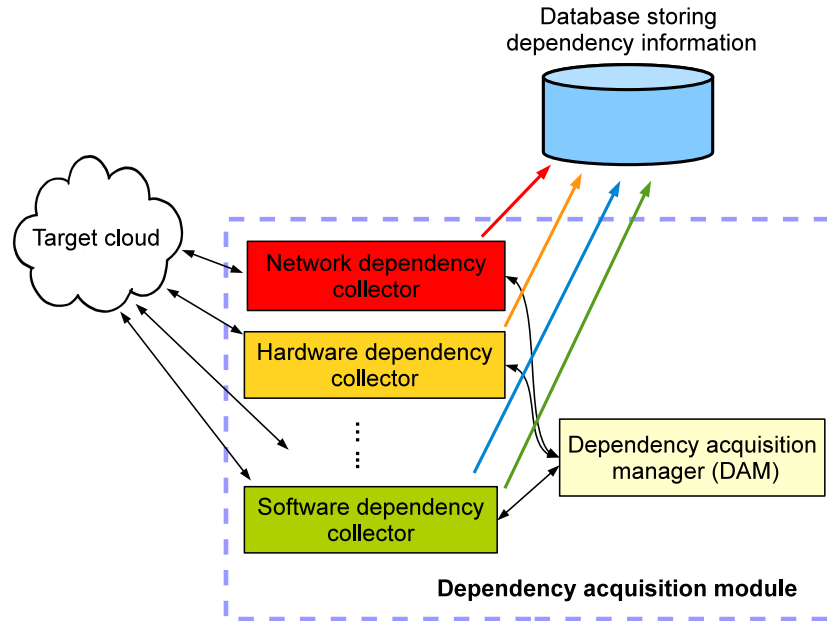 Database storing
dependency information
Target cloud
Network dependency
collector
Hardware dependency
collector
Dependency acquisition
manager (DAM)
Software dependency
collector
Dependency acquisition module